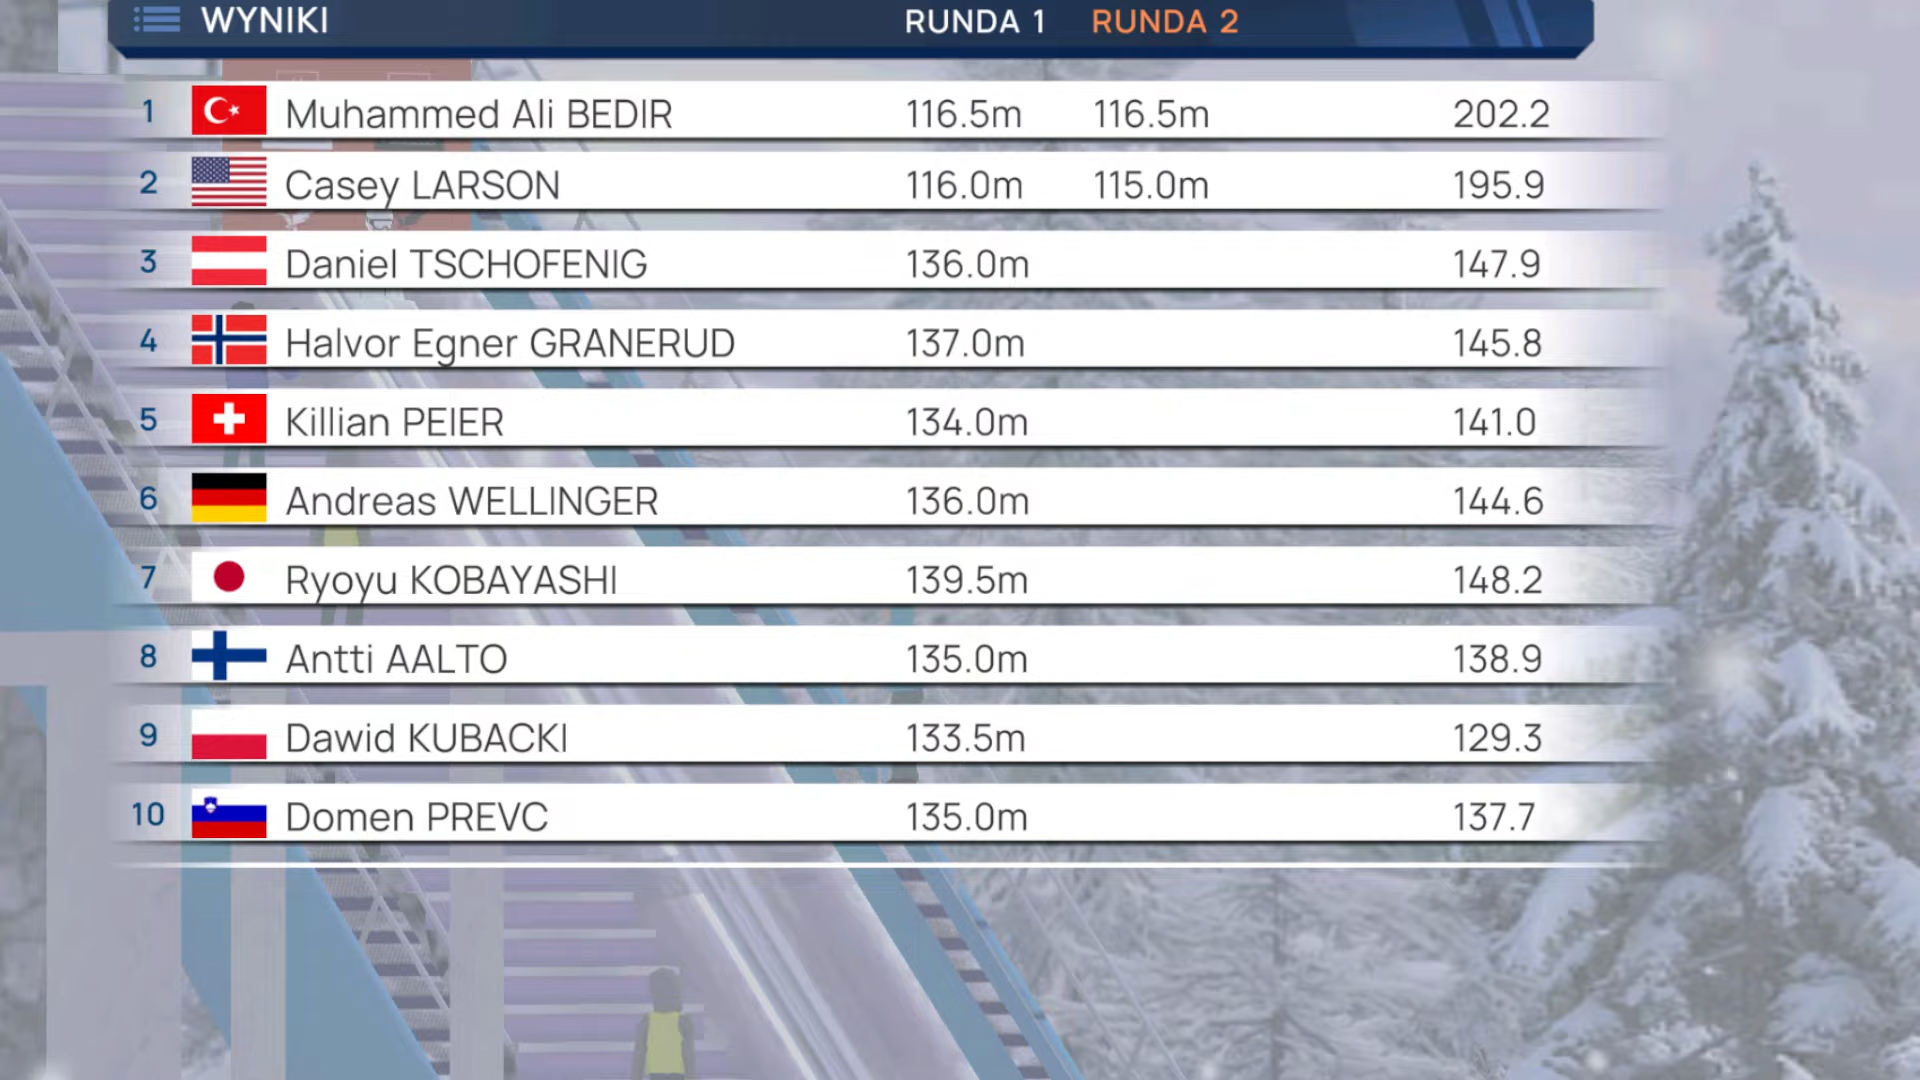 WYNIKI RUNDA 1 RUNDA 2
1 Muhammed Ali BEDIR 116.5m 116.5m 202.2
2 Casey LARSON 116.0m 115.0m 195.9
3 Daniel TSCHOFENIG 136.0m 147.9
4 Halvor Egner GRANERUD 137.0m 145.8
5 Killian PEIER 134.0m 141.0
6 Andreas WELLINGER 136.0m 144.6
7 Ryoyu KOBAYASHI 139.5m 148.2
8 Antti AALTO 135.0m 138.9
9 Dawid KUBACKI 133.5m 129.3
10 Domen PREVC 135.0m 137.7